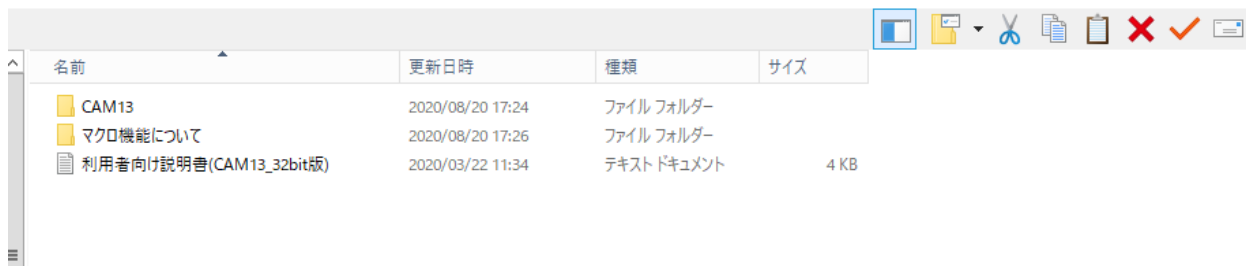 名前 更新日時 種類 サイズ
CAM13 2020/08/20 17:24 ファイル フォルダー
マクロ機能について 2020/08/20 17:26 ファイル フォルダー
利用者向け説明書(CAM13_32bit版) 2020/03/22 11:34 テキスト ドキュメント 4 KB